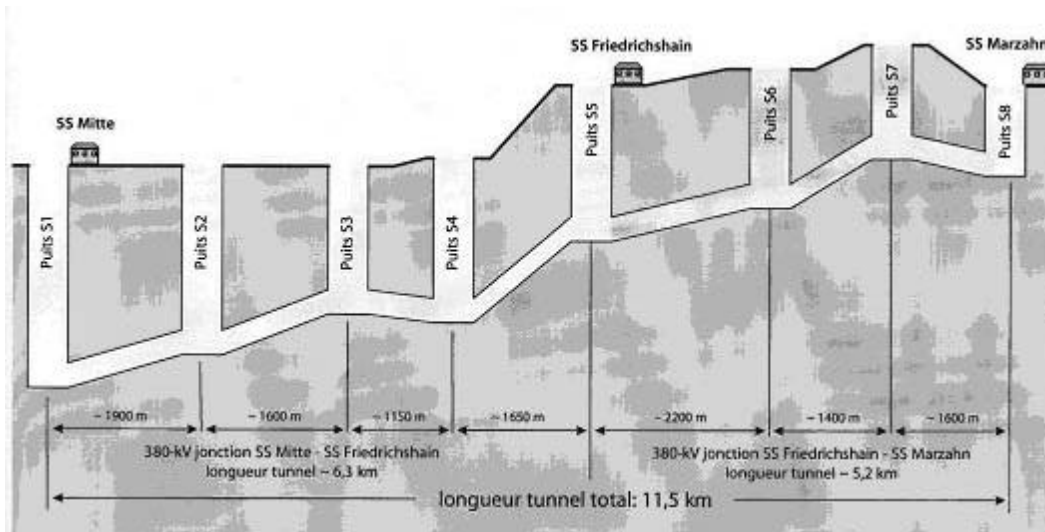 SS Mitte
SS Friedrichshain
SS Marzahn
Puits S1
Puits S2
Puits S3
Puits S4
Puits S5
Puits S6
Puits S7
Puits S8
~ 1900 m
~ 1600 m
~ 1150 m
~ 1650 m
~ 2200 m
~ 1400 m
~ 1600 m
380-kV jonction SS Mitte - SS Friedrichshain
longueur tunnel ~ 6,3 km
380-kV jonction SS Friedrichshain - SS Marzahn
longueur tunnel ~ 5,2 km
longueur tunnel total: 11,5 km